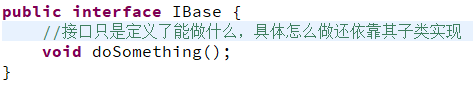 public interface IBase {
//接口只是定义了能做什么，具体怎么做还依靠其子类实现
void doSomething();
}